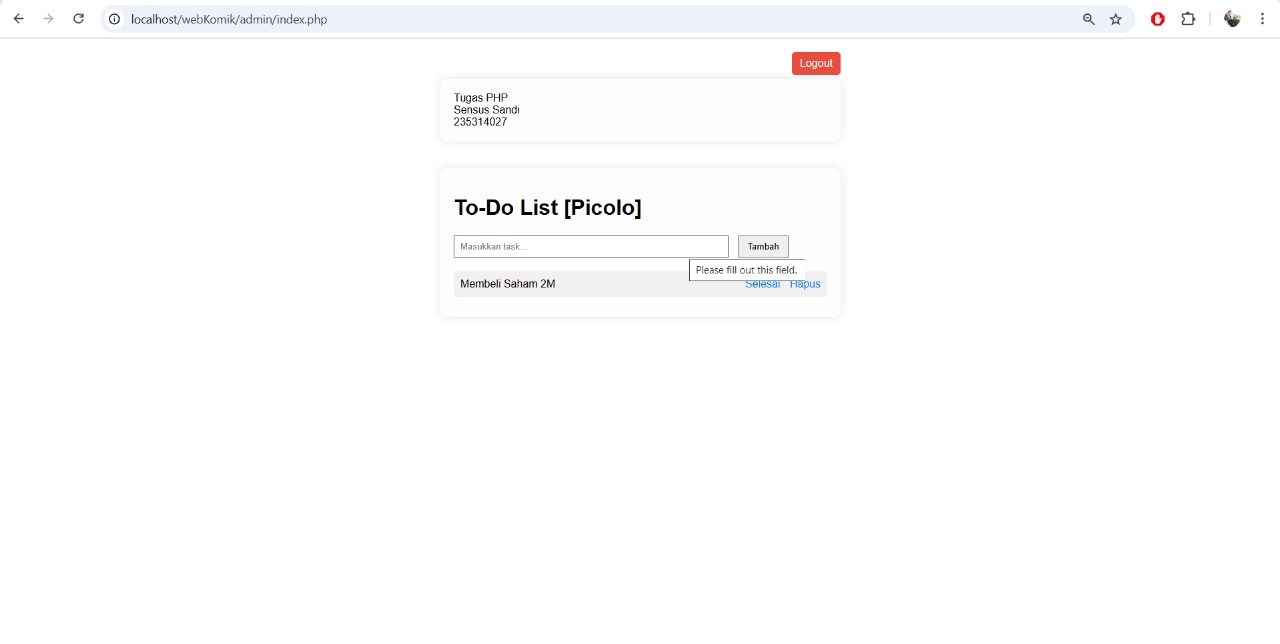 localhost/webKomik/admin/index.php
Logout
Tugas PHP
Sensus Sandi
235314027
To-Do List [Picolo]
Masukkan task... Tambah
Please fill out this field.
Membeli Saham 2M Selesai Hapus